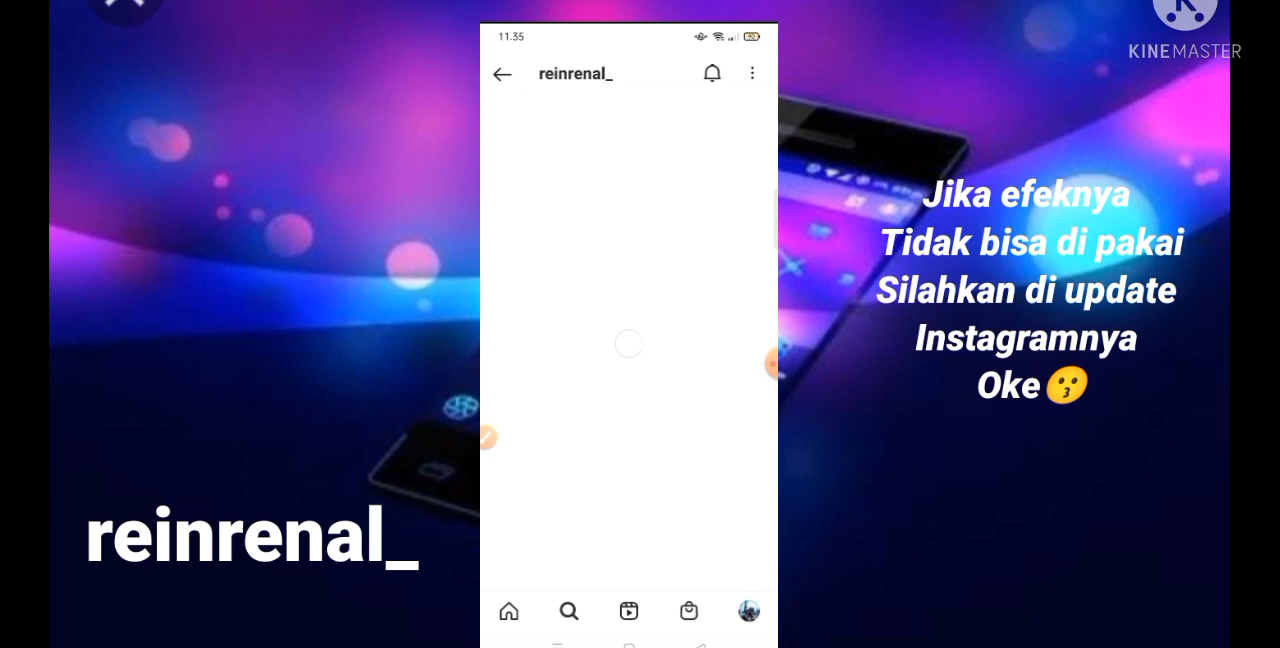 KINEMASTER
11.35
reinrenal_
Jika efeknya
Tidak bisa di pakai
Silahkan di update
Instagramnya
Oke😗
reinrenal_